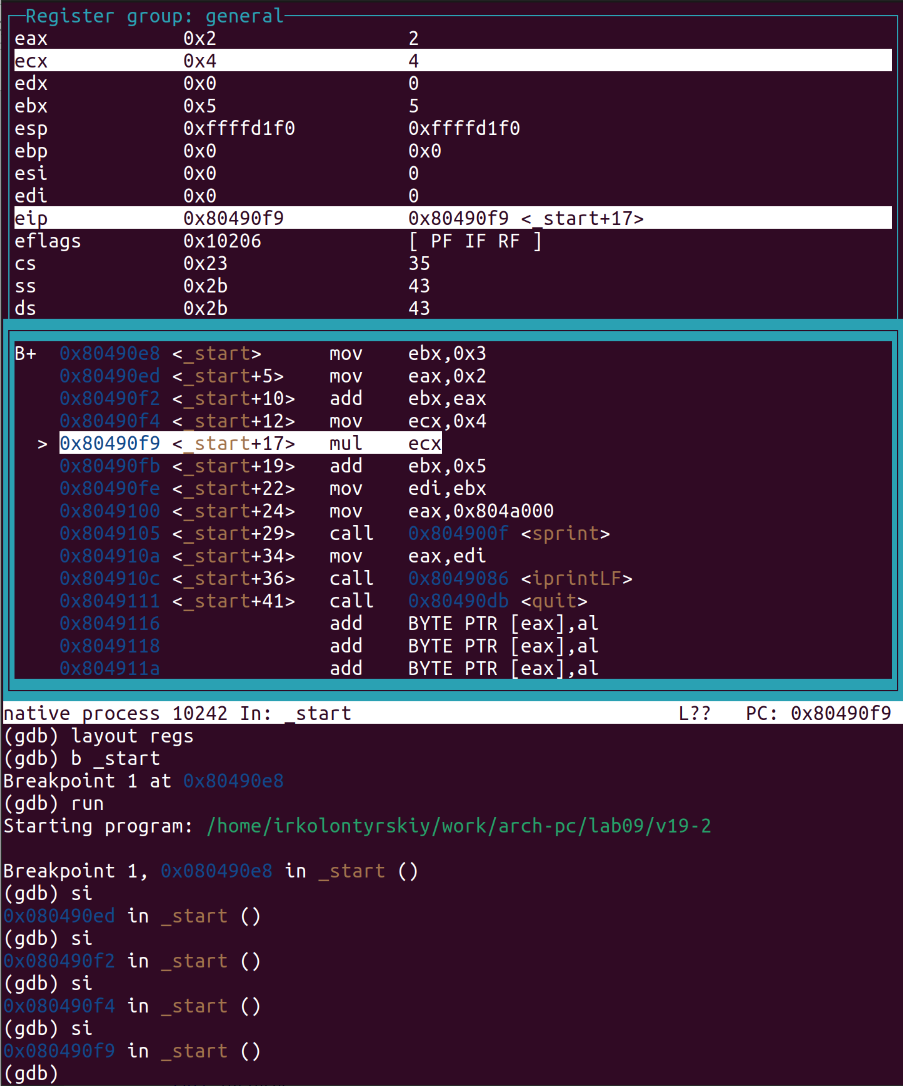 Register group: general
eax 0x2 2
ecx 0x4 4
edx 0x0 0
ebx 0x5 5
esp 0xffffd1f0 0xffffd1f0
ebp 0x0 0x0
esi 0x0 0
edi 0x0 0
eip 0x80490f9 0x80490f9 <_start+17>
eflags 0x10206 [ PF IF RF ]
cs 0x23 35
ss 0x2b 43
ds 0x2b 43
B+ 0x80490e8 <_start> mov ebx,0x3
0x80490ed <_start+5> mov eax,0x2
0x80490f2 <_start+10> add ebx,eax
0x80490f4 <_start+12> mov ecx,0x4
> 0x80490f9 <_start+17> mul ecx
0x80490fb <_start+19> add ebx,0x5
0x80490fe <_start+22> mov edi,ebx
0x8049100 <_start+24> mov eax,0x804a000
0x8049105 <_start+29> call 0x804900f <sprint>
0x804910a <_start+34> mov eax,edi
0x804910c <_start+36> call 0x8049086 <iprintLF>
0x8049111 <_start+41> call 0x80490db <quit>
0x8049116 add BYTE PTR [eax],al
0x8049118 add BYTE PTR [eax],al
0x804911a add BYTE PTR [eax],al
native process 10242 In: _start L?? PC: 0x80490f9
(gdb) layout regs
(gdb) b _start
Breakpoint 1 at 0x80490e8
(gdb) run
Starting program: /home/irkolontyrskiy/work/arch-pc/lab09/v19-2
Breakpoint 1, 0x080490e8 in _start ()
(gdb) si
0x080490ed in _start ()
(gdb) si
0x080490f2 in _start ()
(gdb) si
0x080490f4 in _start ()
(gdb) si
0x080490f9 in _start ()
(gdb)